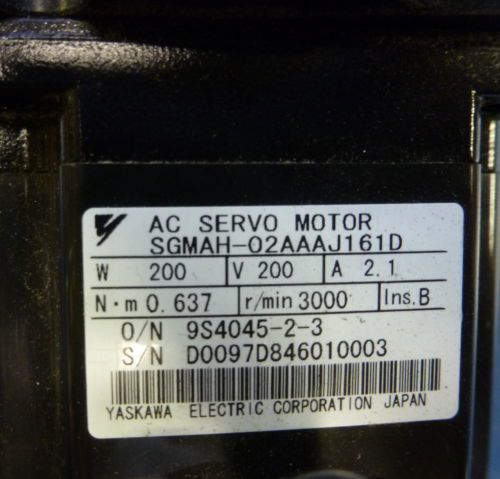 AC SERVO MOTOR
SGMAH-02AAAJ161D
W 200 V 200 A 2.1
N·m 0.637 r/min 3000 Ins.B
O/N 9S4045-2-3
S/N D0097D846010003
YASKAWA ELECTRIC CORPORATION JAPAN